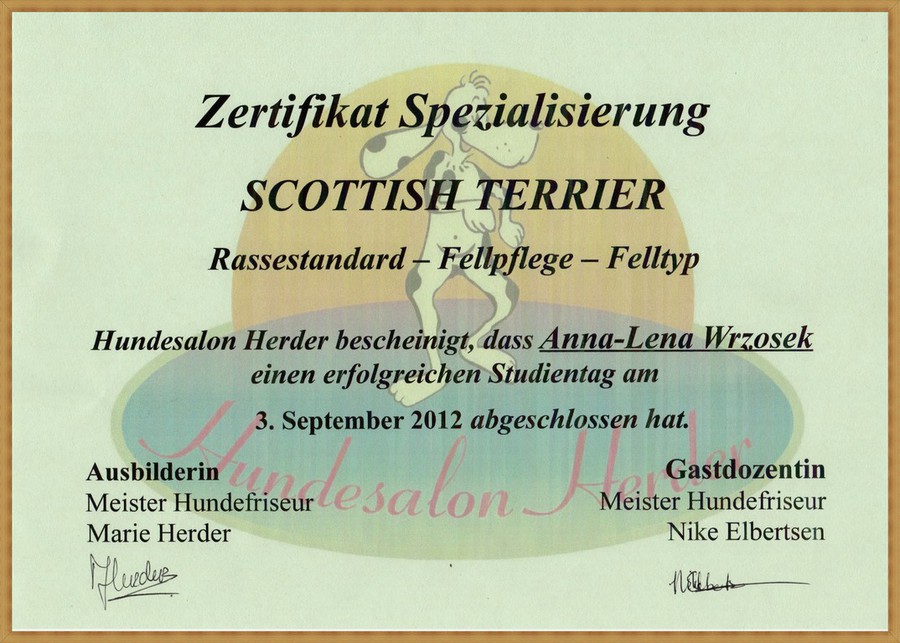 Zertifikat Spezialisierung
SCOTTISH TERRIER
Rassestandard – Fellpflege – Felltyp
Hundesalon Herder bescheinigt, dass Anna-Lena Wrzosek
einen erfolgreichen Studientag am
3. September 2012 abgeschlossen hat.
Hundesalon Herder
Ausbilderin
Meister Hundefriseur
Marie Herder
Gastdozentin
Meister Hundefriseur
Nike Elbertsen